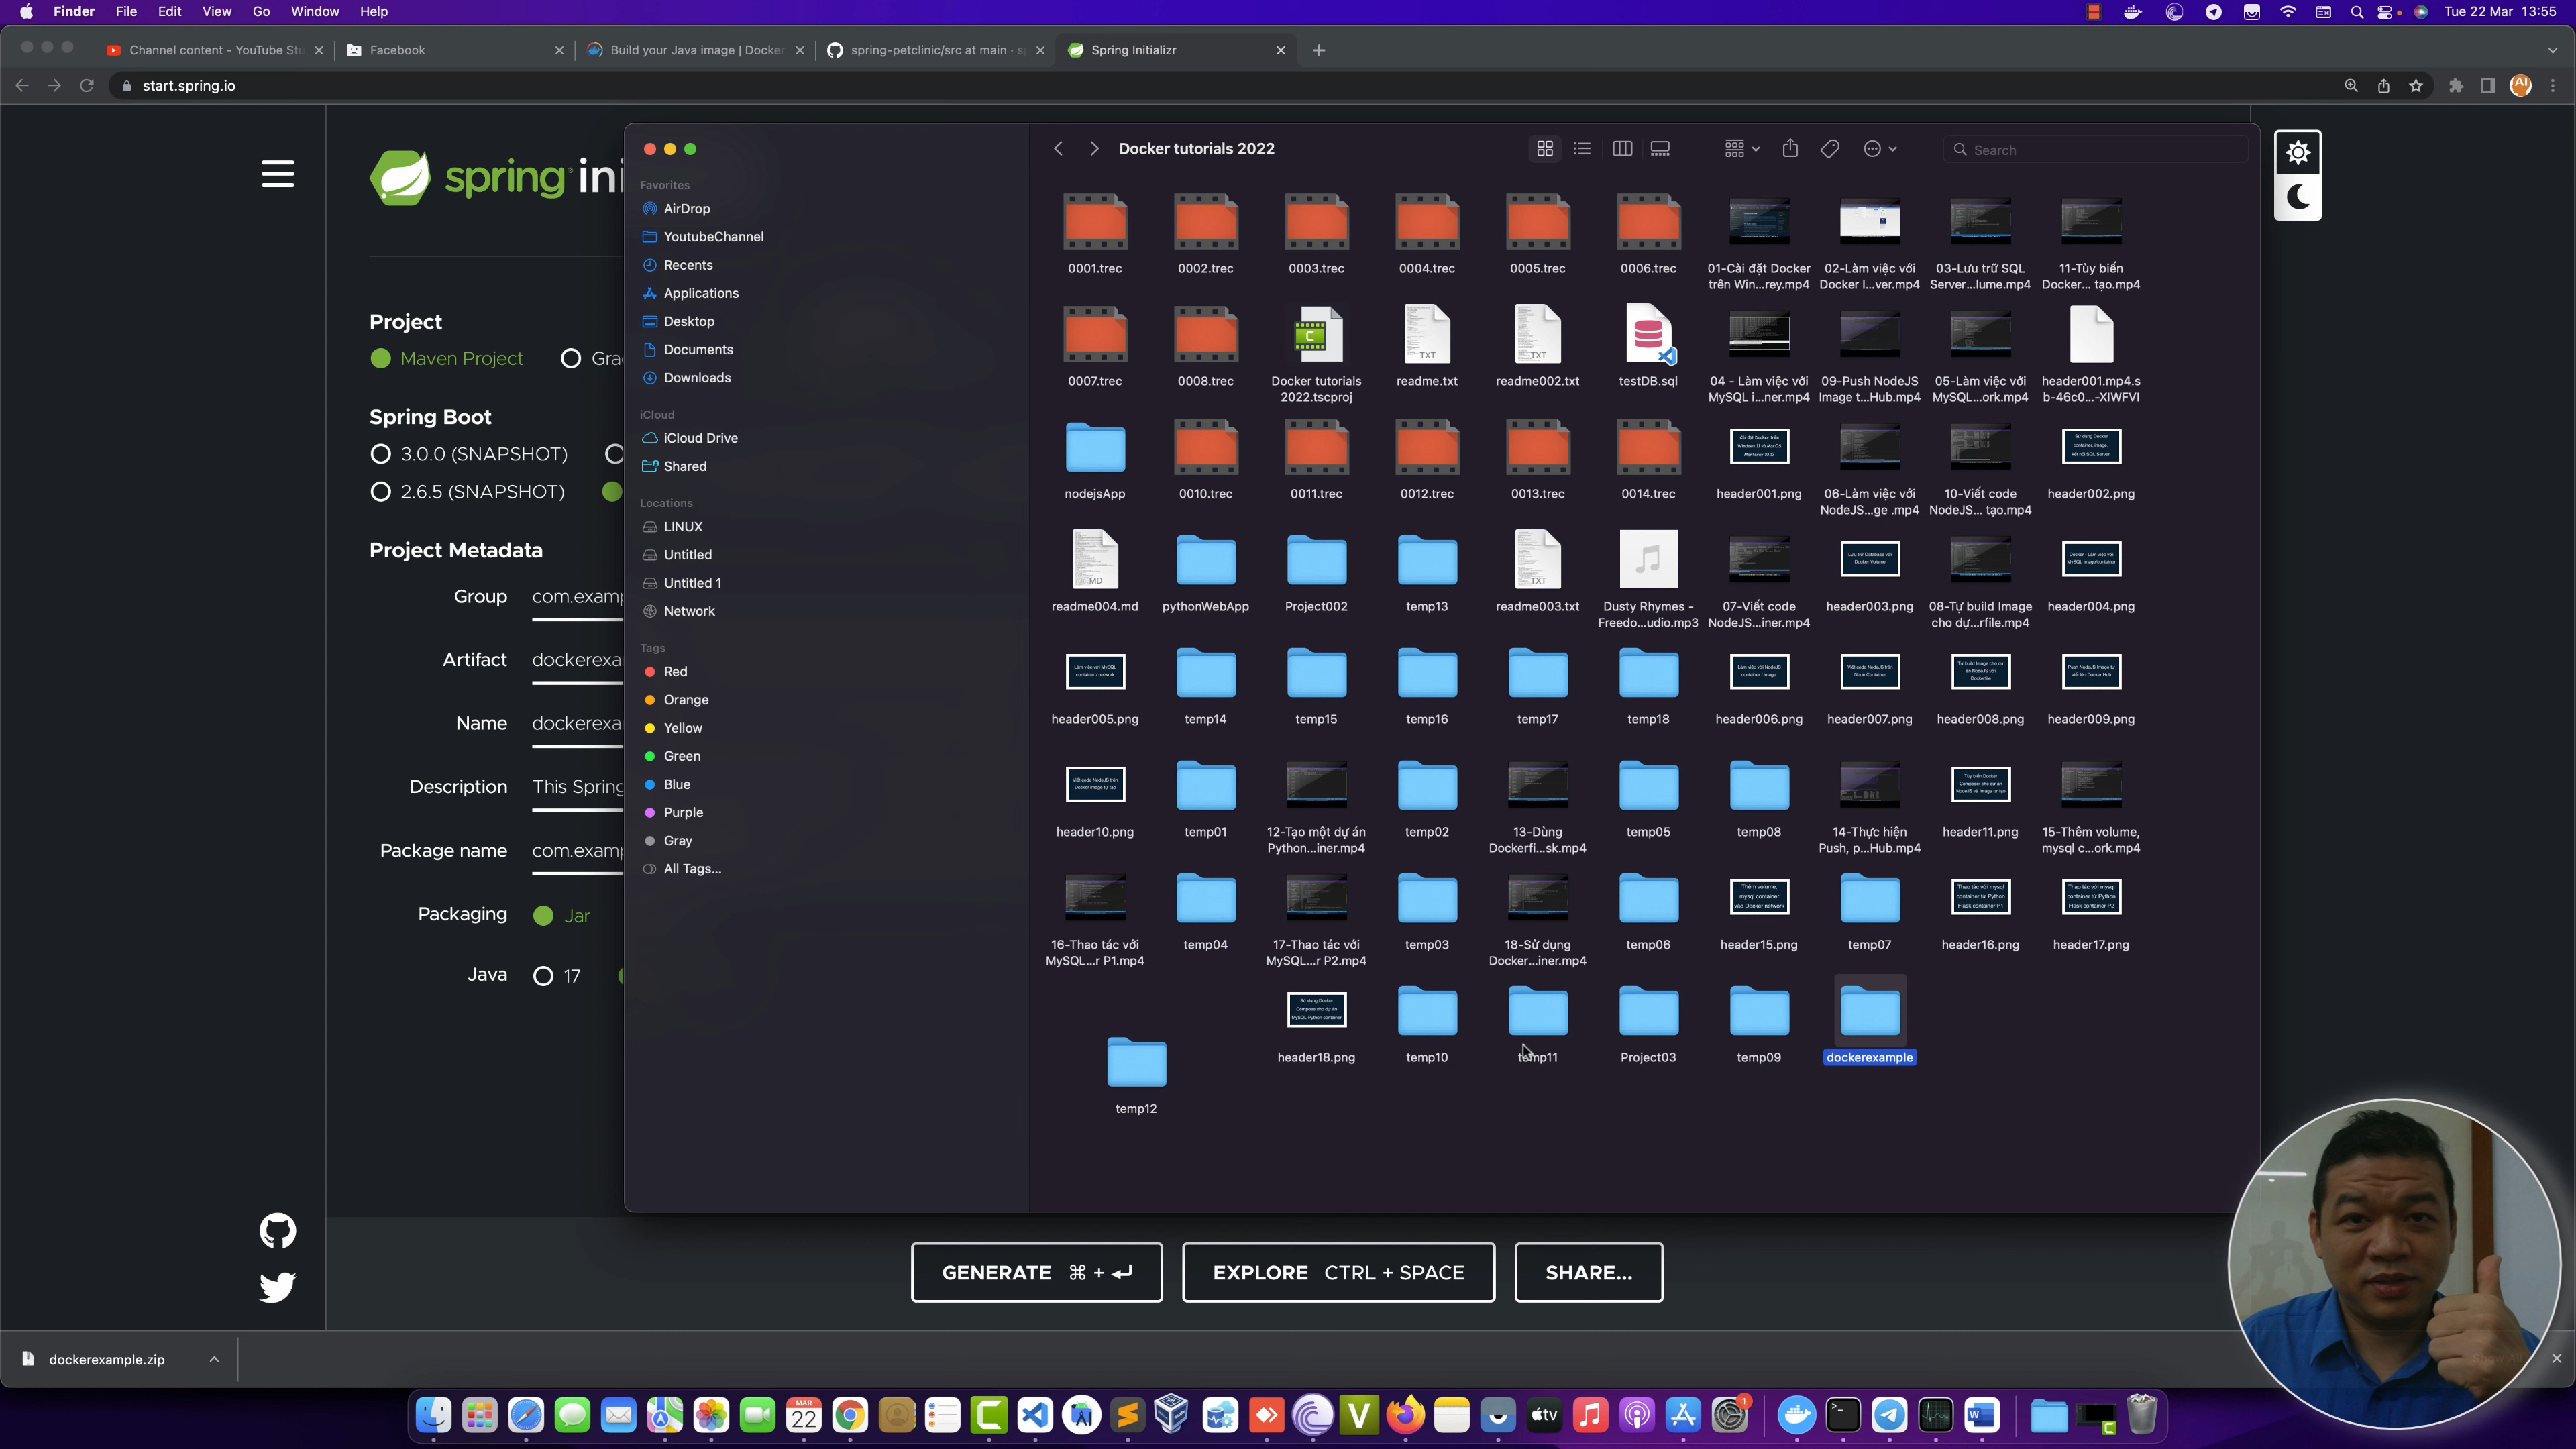 Finder File Edit View Go Window Help
Tue 22 Mar 13:55
Channel content - YouTube Stu
Facebook
Build your Java image | Docker
spring-petclinic/src at main · s
Spring Initializr
start.spring.io
spring ini
Project
Maven Project
Gra
Spring Boot
3.0.0 (SNAPSHOT)
2.6.5 (SNAPSHOT)
Project Metadata
Group com.examp
Artifact dockerexa
Name dockerexa
Description This Spring
Package name com.examp
Packaging Jar
Java 17
Favorites
AirDrop
YoutubeChannel
Recents
Applications
Desktop
Documents
Downloads
iCloud
iCloud Drive
Shared
Locations
LINUX
Untitled
Untitled 1
Network
Tags
Red
Orange
Yellow
Green
Blue
Purple
Gray
All Tags...
Docker tutorials 2022
Search
0001.trec 0002.trec 0003.trec 0004.trec 0005.trec 0006.trec 01-Cài đặt Docker 02-Làm việc với 03-Lưu trữ SQL 11-Tùy biến
trên Win...rey.mp4 Docker I...ver.mp4 Server...lume.mp4 Docker... tạo.mp4
TXT TXT
0007.trec 0008.trec Docker tutorials readme.txt readme002.txt testDB.sql 04 - Làm việc với 09-Push NodeJS 05-Làm việc với header001.mp4.s
2022.tscproj MySQL i...ner.mp4 Image t...Hub.mp4 MySQL...ork.mp4 b-46c0...-XIWFVI
nodejsApp 0010.trec 0011.trec 0012.trec 0013.trec 0014.trec header001.png 06-Làm việc với 10-Viết code header002.png
NodeJS...ge .mp4 NodeJS... tạo.mp4
MD TXT
readme004.md pythonWebApp Project002 temp13 readme003.txt Dusty Rhymes - 07-Viết code header003.png 08-Tự build Image header004.png
Freedo...udio.mp3 NodeJS...iner.mp4 cho dự...rfile.mp4
header005.png temp14 temp15 temp16 temp17 temp18 header006.png header007.png header008.png header009.png
header10.png temp01 12-Tạo một dự án temp02 13-Dùng temp05 temp08 14-Thực hiện header11.png 15-Thêm volume,
Python...iner.mp4 Dockerfi...sk.mp4 Push, p...Hub.mp4 mysql c...ork.mp4
16-Thao tác với temp04 17-Thao tác với temp03 18-Sử dụng temp06 header15.png temp07 header16.png header17.png
MySQL...r P1.mp4 MySQL...r P2.mp4 Docker...iner.mp4
header18.png temp10 temp11 Project03 temp09 dockerexample
temp12
GENERATE ⌘ + ↵
EXPLORE CTRL + SPACE
SHARE...
dockerexample.zip
MAR
22
tv
1